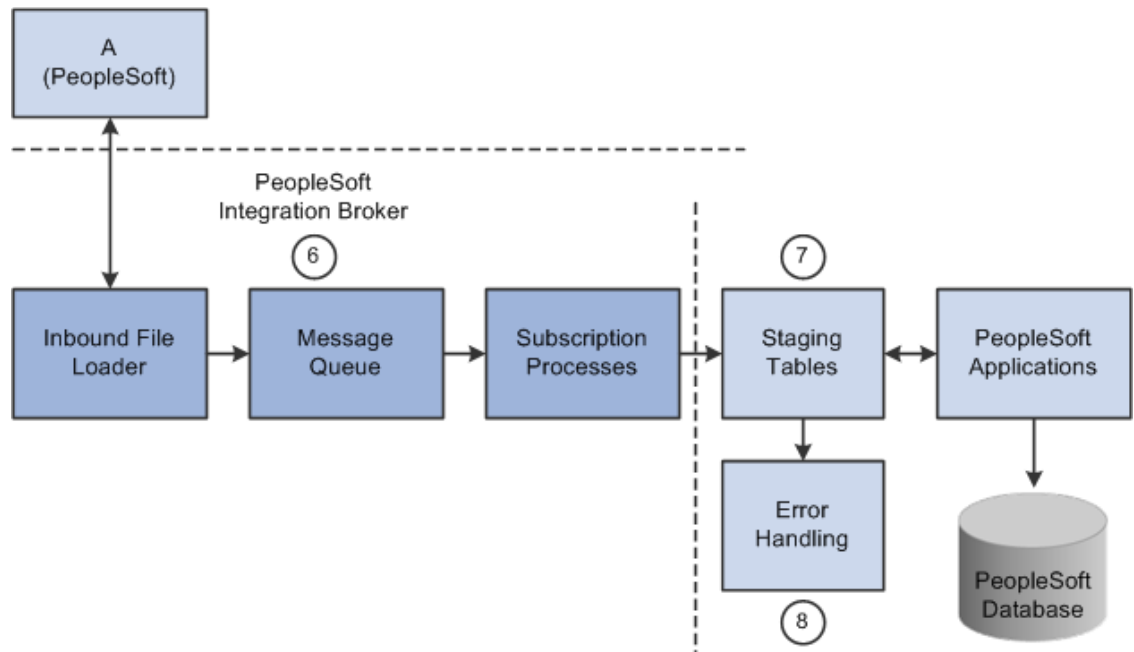 A
(PeopleSoft)
PeopleSoft
Integration Broker
6
7
Inbound File
Loader
Message
Queue
Subscription
Processes
Staging
Tables
PeopleSoft
Applications
Error
Handling
8
PeopleSoft
Database